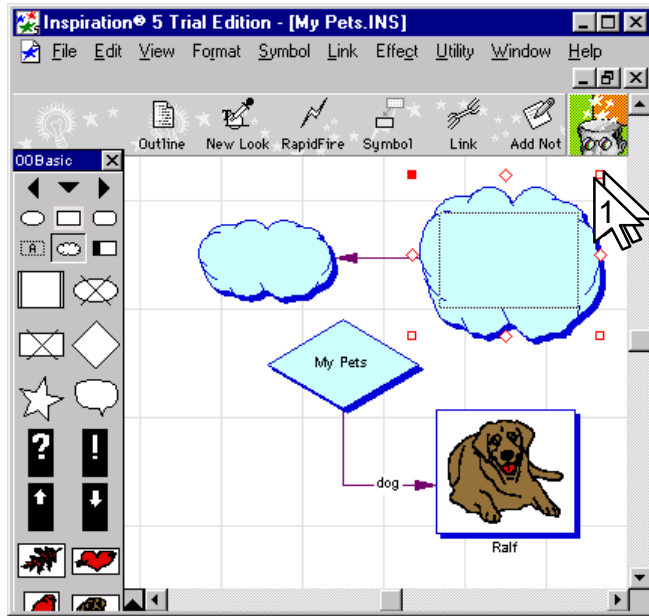 Inspiration® 5 Trial Edition - [My Pets.INS]
File Edit View Format Symbol Link Effect Utility Window Help
Outline New Look RapidFire Symbol Link Add Not
00Basic
A
1
My Pets
?
!
dog
Ralf